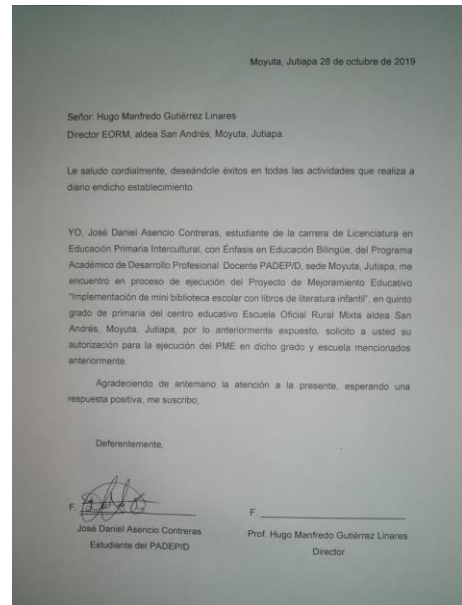 Moyuta, Jutiapa 28 de octubre de 2019
Señor: Hugo Manfredo Gutiérrez Linares
Director EORM, aldea San Andrés, Moyuta, Jutiapa.
Le saludo cordialmente, deseándole éxitos en todas las actividades que realiza a
diario endicho establecimiento.
YO, José Daniel Asencio Contreras, estudiante de la carrera de Licenciatura en
Educación Primaria Intercultural, con Énfasis en Educación Bilingüe, del Programa
Académico de Desarrollo Profesional Docente PADEP/D, sede Moyuta, Jutiapa, me
encuentro en proceso de ejecución del Proyecto de Mejoramiento Educativo
"Implementación de mini biblioteca escolar con libros de literatura infantil", en quinto
grado de primaria del centro educativo Escuela Oficial Rural Mixta aldea San
Andrés, Moyuta, Jutiapa, por lo anteriormente expuesto, solicito a usted su
autorización para la ejecución del PME en dicho grado y escuela mencionados
anteriormente.
Agradeciendo de antemano la atención a la presente, esperando una
respuesta positiva, me suscribo,
Deferentemente,
F.
F.
José Daniel Asencio Contreras
Prof. Hugo Manfredo Gutiérrez Linares
Estudiante del PADEP/D
Director